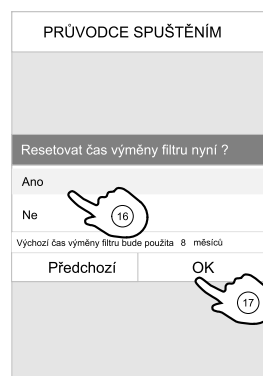 PRŮVODCE SPUŠTĚNÍM
Resetovat čas výměny filtru nyní ?
Ano
Ne
16
Výchozí čas výměny filtru bude použita 8 měsíců
Předchozí OK
17